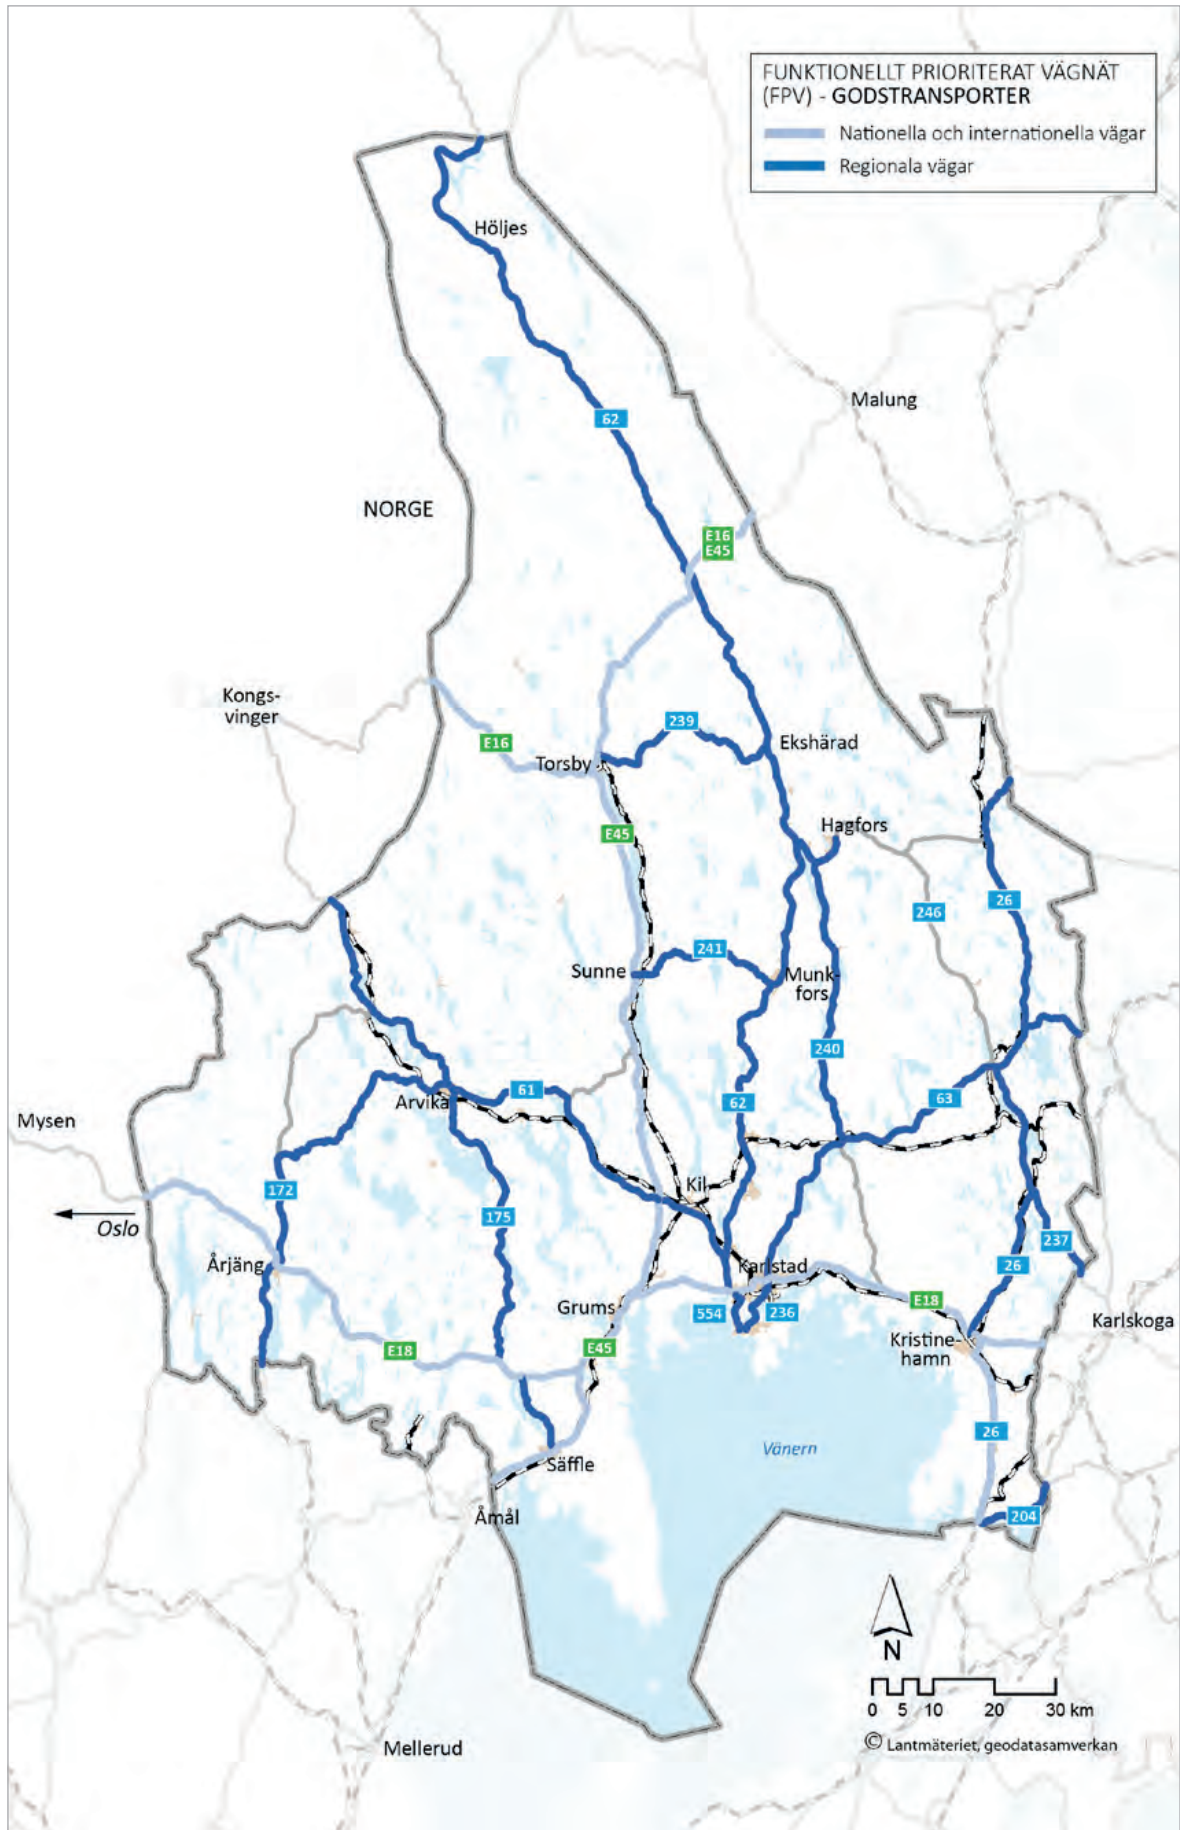 FUNKTIONELLT PRIORITERAT VÄGNÄT
(FPV) - GODSTRANSPORTER
Nationella och internationella vägar
Regionala vägar
Höljes
62
Malung
NORGE
E16
E45
Kongs-
vinger
239
E16
Ekshärad
Torsby
E45
Hagfors
26
246
241
Sunne
Munk-
fors
240
61
63
Arvika
62
Mysen
Kil
172
175
Oslo
237
Årjäng
26
Karlstad
E18
Grums
554
236
Karlskoga
E18
E45
Kristine-
hamn
26
Vänern
Säffle
Åmål
204
N
0 5 10 20 30 km
© Lantmäteriet, geodatasamverkan
Mellerud